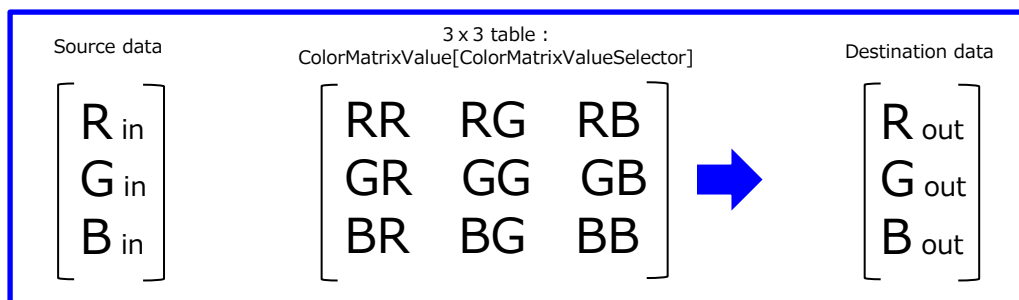 Source data
3 x 3 table :
ColorMatrixValue[ColorMatrixValueSelector]
Destination data
R in RR RG RB R out
G in GR GG GB G out
B in BR BG BB B out